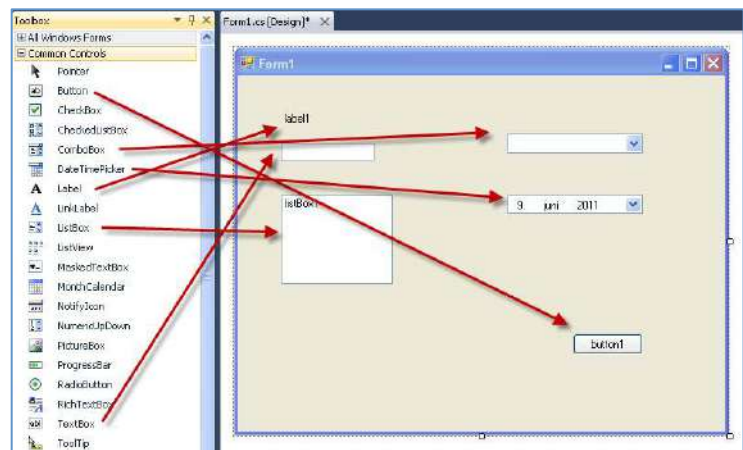 Toolbox
Form1.cs [Design]*
All Windows Forms
Common Controls
Pointer
Button
CheckBox
CheckedListBox
ComboBox
DateTimePicker
Label
LinkLabel
ListBox
ListView
MaskedTextBox
MonthCalendar
NotifyIcon
NumericUpDown
PictureBox
ProgressBar
RadioButton
RichTextBox
TextBox
ToolTip
Form1
label1
listBox1
9. juni 2011
button1